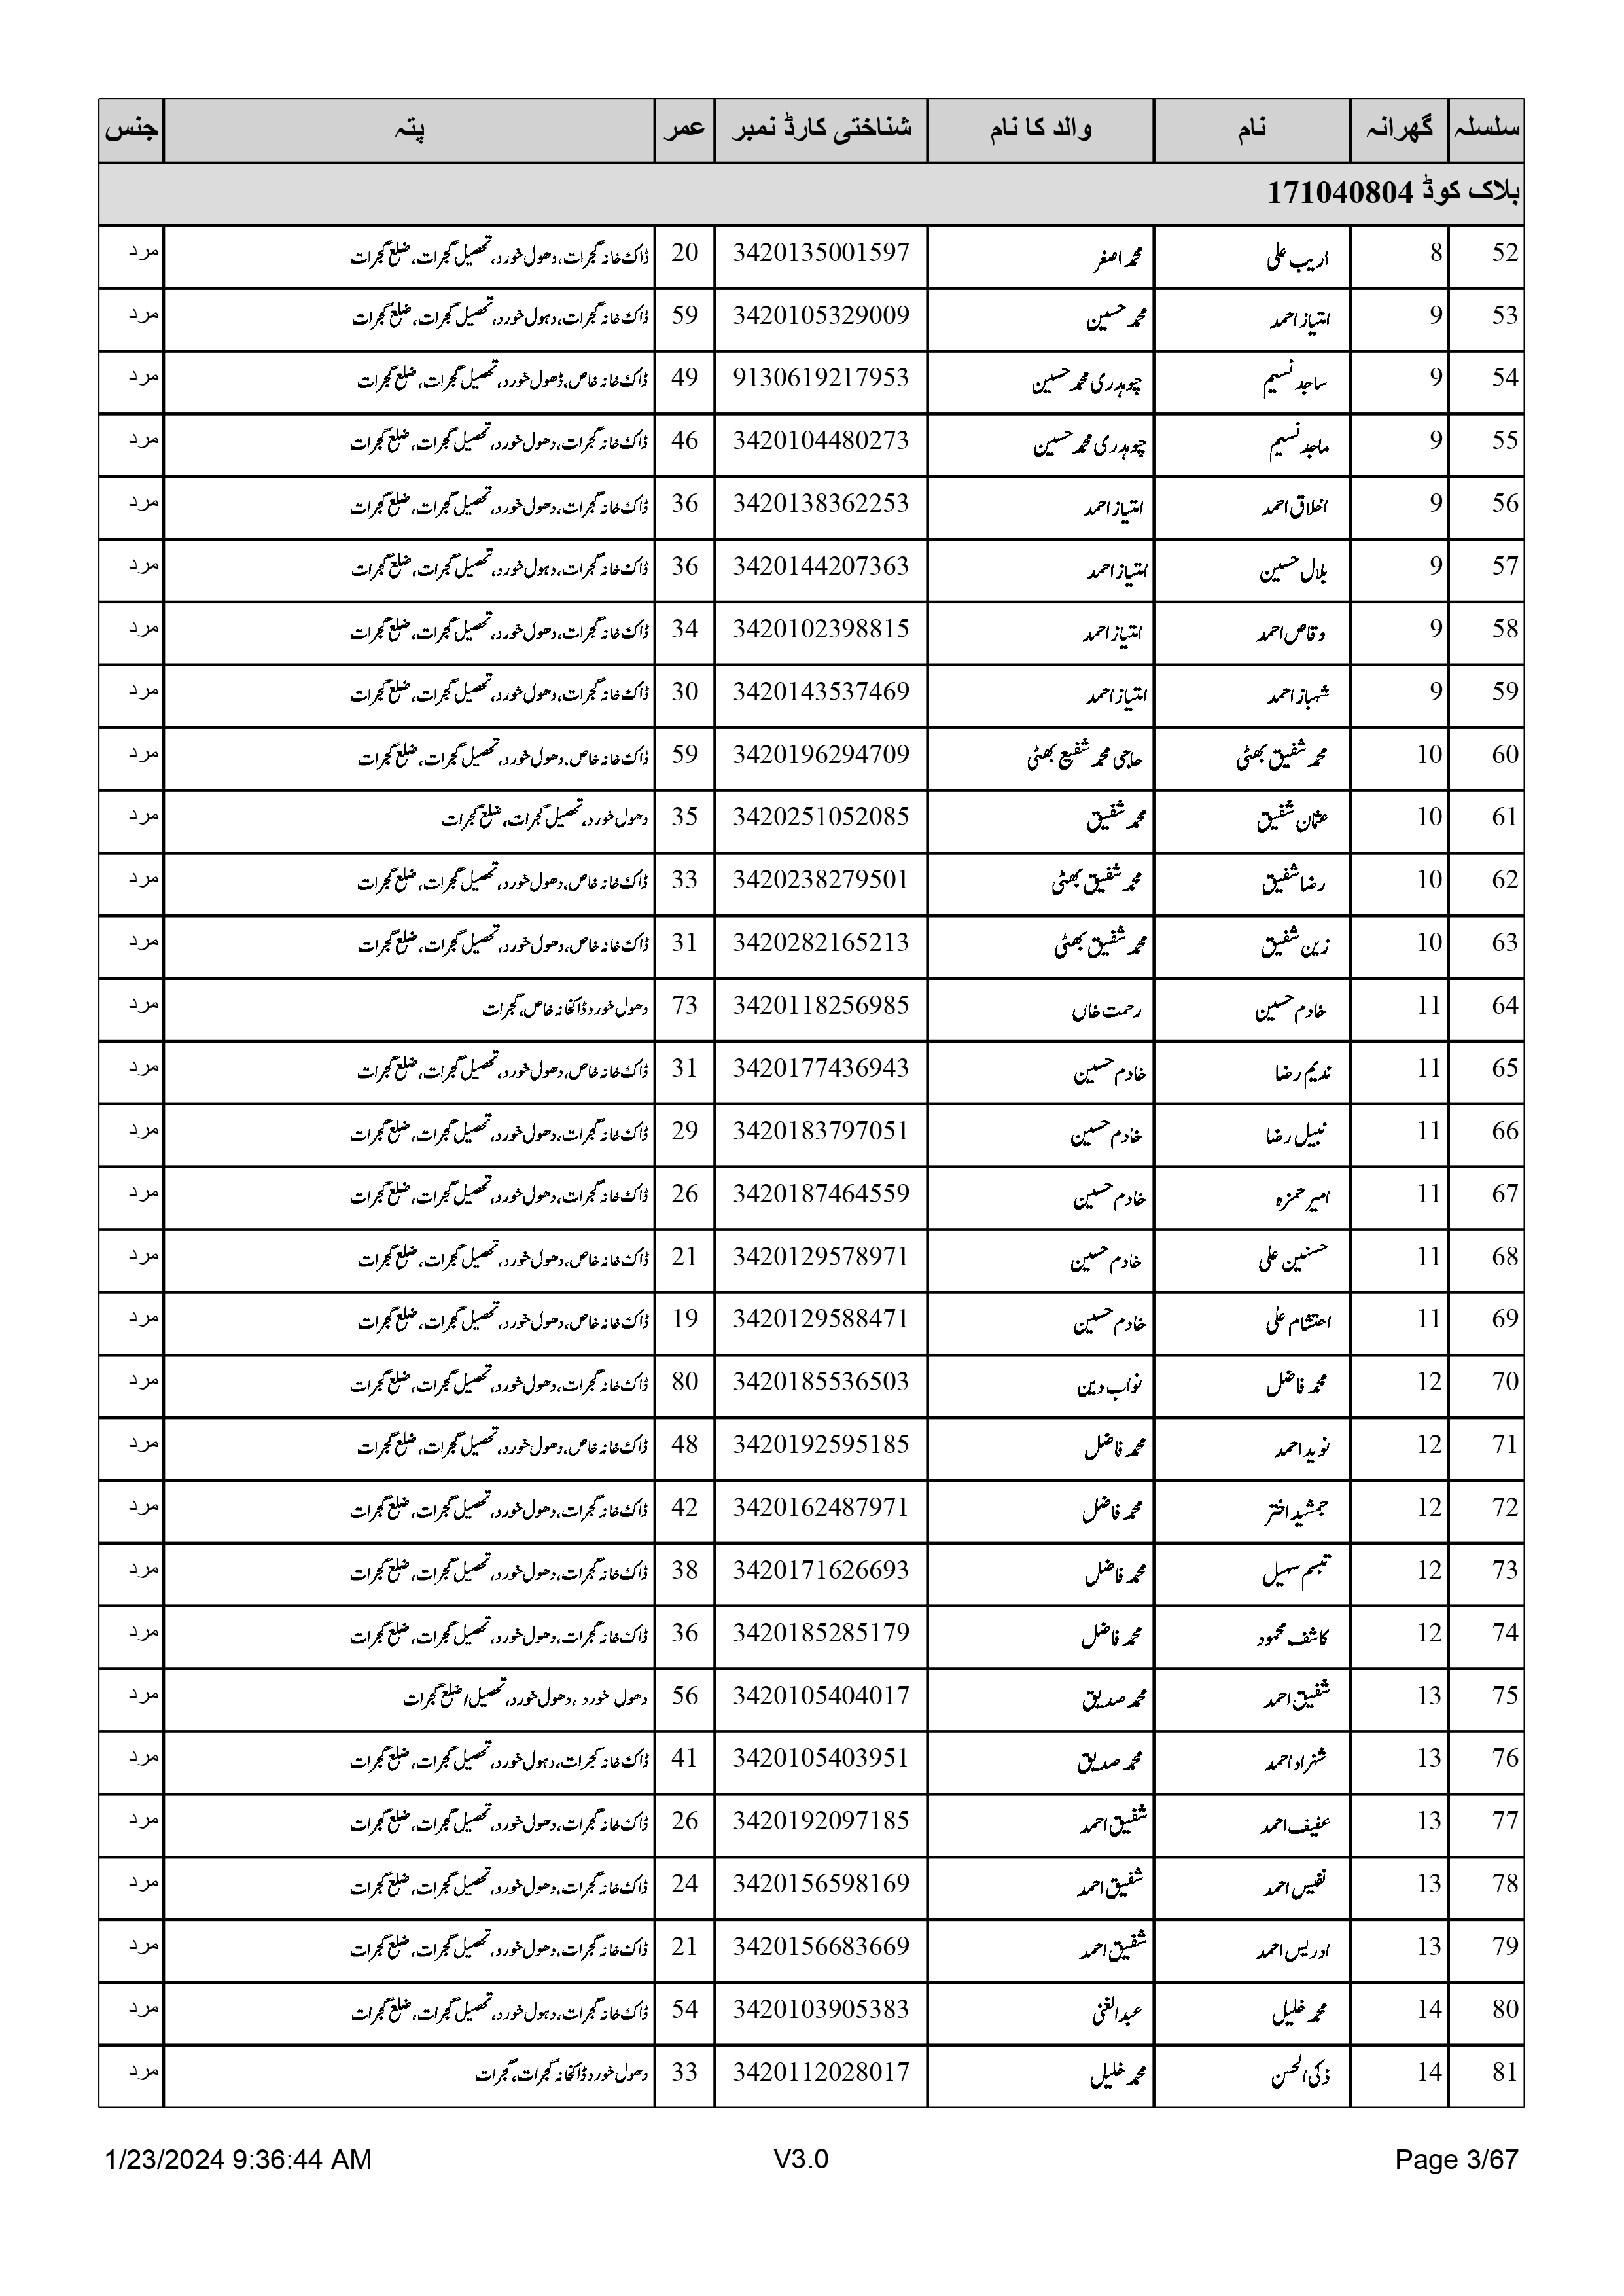 سلسلہ گھرانہ نام والد کا نام شناختی کارڈ نمبر عمر پتہ جنس
بلاک کوڈ 171040804
52 8 اریب علی محمد اصغر 3420135001597 20 ڈاک خانہ گجرات، دھول خورد، تحصیل گجرات، ضلع گجرات مرد
53 9 امتیاز احمد محمد حسین 3420105329009 59 ڈاک خانہ گجرات، دہول خورد، تحصیل گجرات، ضلع گجرات مرد
54 9 ساجد نسیم چوہدری محمد حسین 9130619217953 49 ڈاک خانہ خاص، ڈھول خورد، تحصیل گجرات، ضلع گجرات مرد
55 9 ماجد نسیم چوہدری محمد حسین 3420104480273 46 ڈاک خانہ گجرات، دھول خورد، تحصیل گجرات، ضلع گجرات مرد
56 9 اخلاق احمد امتیاز احمد 3420138362253 36 ڈاک خانہ گجرات، دھول خورد، تحصیل گجرات، ضلع گجرات مرد
57 9 بلال حسین امتیاز احمد 3420144207363 36 ڈاک خانہ گجرات، دہول خورد، تحصیل گجرات، ضلع گجرات مرد
58 9 وقاص احمد امتیاز احمد 3420102398815 34 ڈاک خانہ گجرات، دھول خورد، تحصیل گجرات، ضلع گجرات مرد
59 9 شہباز احمد امتیاز احمد 3420143537469 30 ڈاک خانہ گجرات، دھول خورد، تحصیل گجرات، ضلع گجرات مرد
60 10 محمد شفیق بھٹی حاجی محمد شفیع بھٹی 3420196294709 59 ڈاک خانہ خاص، دھول خورد، تحصیل گجرات، ضلع گجرات مرد
61 10 عثمان شفیق محمد شفیق 3420251052085 35 دھول خورد، تحصیل گجرات، ضلع گجرات مرد
62 10 رضا شفیق محمد شفیق بھٹی 3420238279501 33 ڈاک خانہ خاص، دھول خورد، تحصیل گجرات، ضلع گجرات مرد
63 10 زین شفیق محمد شفیق بھٹی 3420282165213 31 ڈاک خانہ خاص، دھول خورد، تحصیل گجرات، ضلع گجرات مرد
64 11 خادم حسین رحمت خاں 3420118256985 73 دھول خورد ڈاکخانہ خاص، گجرات مرد
65 11 ندیم رضا خادم حسین 3420177436943 31 ڈاک خانہ خاص، دھول خورد، تحصیل گجرات، ضلع گجرات مرد
66 11 نبیل رضا خادم حسین 3420183797051 29 ڈاک خانہ گجرات، دھول خورد، تحصیل گجرات، ضلع گجرات مرد
67 11 امیر حمزہ خادم حسین 3420187464559 26 ڈاک خانہ گجرات، دھول خورد، تحصیل گجرات، ضلع گجرات مرد
68 11 حسنین علی خادم حسین 3420129578971 21 ڈاک خانہ خاص، دھول خورد، تحصیل گجرات، ضلع گجرات مرد
69 11 احتشام علی خادم حسین 3420129588471 19 ڈاک خانہ خاص، دھول خورد، تحصیل گجرات، ضلع گجرات مرد
70 12 محمد فاضل نواب دین 3420185536503 80 ڈاک خانہ گجرات، دھول خورد، تحصیل گجرات، ضلع گجرات مرد
71 12 نوید احمد محمد فاضل 3420192595185 48 ڈاک خانہ خاص، دھول خورد، تحصیل گجرات، ضلع گجرات مرد
72 12 جمشید اختر محمد فاضل 3420162487971 42 ڈاک خانہ گجرات، دھول خورد، تحصیل گجرات، ضلع گجرات مرد
73 12 تبسم سہیل محمد فاضل 3420171626693 38 ڈاک خانہ گجرات، دھول خورد، تحصیل گجرات، ضلع گجرات مرد
74 12 کاشف محمود محمد فاضل 3420185285179 36 ڈاک خانہ گجرات، دھول خورد، تحصیل گجرات، ضلع گجرات مرد
75 13 شفیق احمد محمد صدیق 3420105404017 56 دھول خورد ، دھول خورد، تحصیل/ضلع گجرات مرد
76 13 شہزاد احمد محمد صدیق 3420105403951 41 ڈاک خانہ کجرات، دہول خورد، تحصیل گجرات، ضلع گجرات مرد
77 13 عفیف احمد شفیق احمد 3420192097185 26 ڈاک خانہ گجرات، دھول خورد، تحصیل گجرات، ضلع گجرات مرد
78 13 نفیس احمد شفیق احمد 3420156598169 24 ڈاک خانہ گجرات، دھول خورد، تحصیل گجرات، ضلع گجرات مرد
79 13 ادریس احمد شفیق احمد 3420156683669 21 ڈاک خانہ گجرات، دھول خورد، تحصیل گجرات، ضلع گجرات مرد
80 14 محمد خلیل عبدالغنی 3420103905383 54 ڈاک خانہ گجرات، دہول خورد، تحصیل گجرات، ضلع گجرات مرد
81 14 ذکی الحسن محمد خلیل 3420112028017 33 دھول خورد ڈاکخانہ گجرات، گجرات مرد
1/23/2024 9:36:44 AM V3.0 Page 3/67